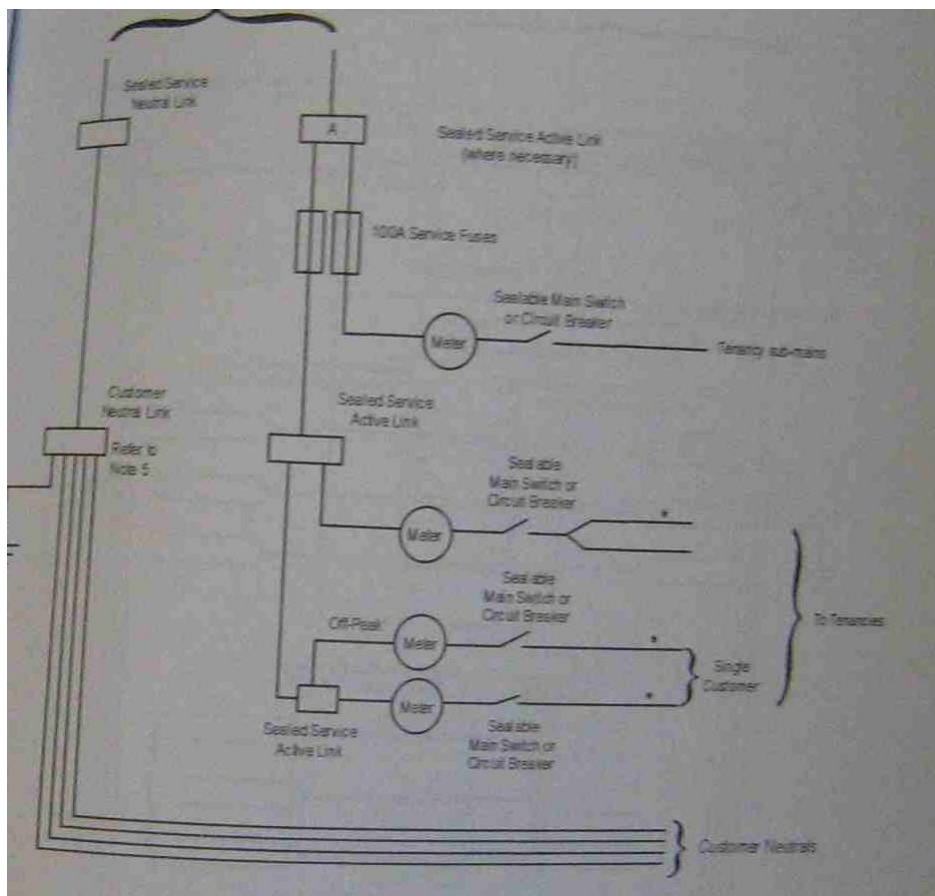 Sealed Service
Neutral Link
A
Sealed Service Active Link
(where necessary)
100A Service Fuses
Sealable Main Switch
or Circuit Breaker
Meter
Tenancy sub-mains
Customer
Neutral Link
Refer to
Note 5
Sealed Service
Active Link
Sealable
Main Switch or
Circuit Breaker
*
Meter
To Tenancies
Sealable
Main Switch or
Circuit Breaker
Off-Peak
Meter
*
Single
Customer
Meter
*
Sealed Service
Active Link
Sealable
Main Switch or
Circuit Breaker
Customer Neutrals